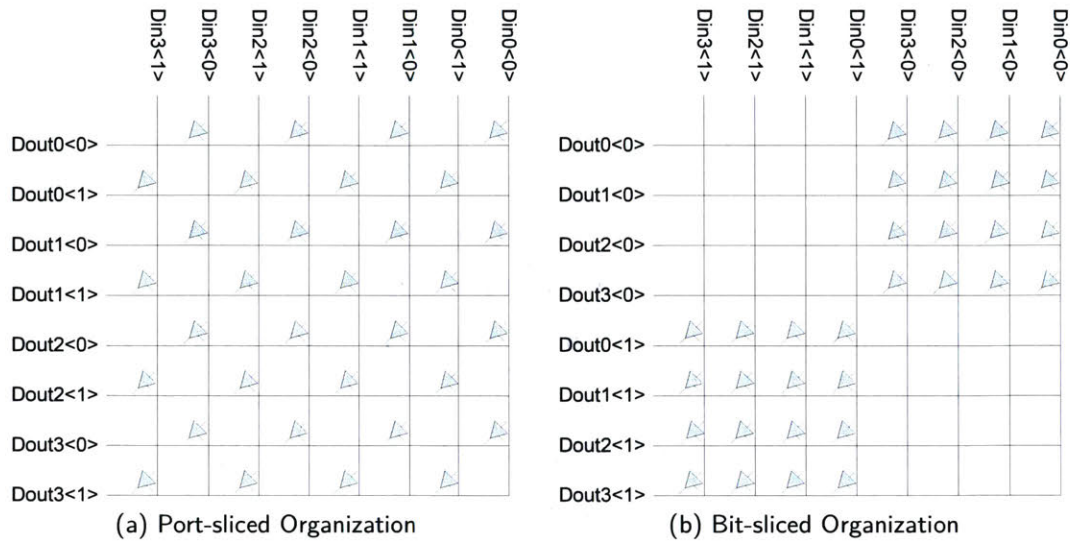 Din3<1>
Din3<0>
Din2<1>
Din2<0>
Din1<1>
Din1<0>
Din0<1>
Din0<0>
Dout0<0>
Dout0<1>
Dout1<0>
Dout1<1>
Dout2<0>
Dout2<1>
Dout3<0>
Dout3<1>
(a) Port-sliced Organization
Din3<1>
Din2<1>
Din1<1>
Din0<1>
Din3<0>
Din2<0>
Din1<0>
Din0<0>
Dout0<0>
Dout1<0>
Dout2<0>
Dout3<0>
Dout0<1>
Dout1<1>
Dout2<1>
Dout3<1>
(b) Bit-sliced Organization